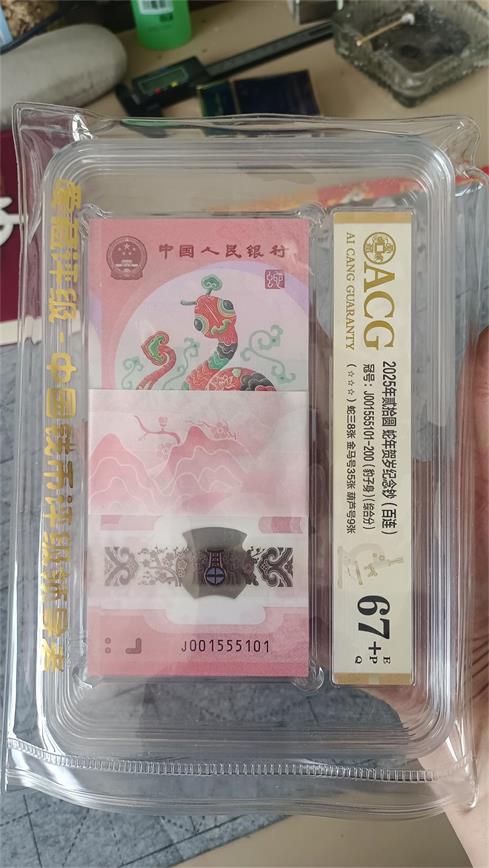 中国人民银行
J001555101
ACG
AI CANG GUARANTY
2025年贰拾圆 蛇年贺岁纪念钞（百连）
冠号：J001555101-200（豹子身）（综合分）
（☆☆☆）蛇三8张 金马号35张 葫芦号9张
67+
E
P
Q
爱藏评级-中国钱币评级领导者